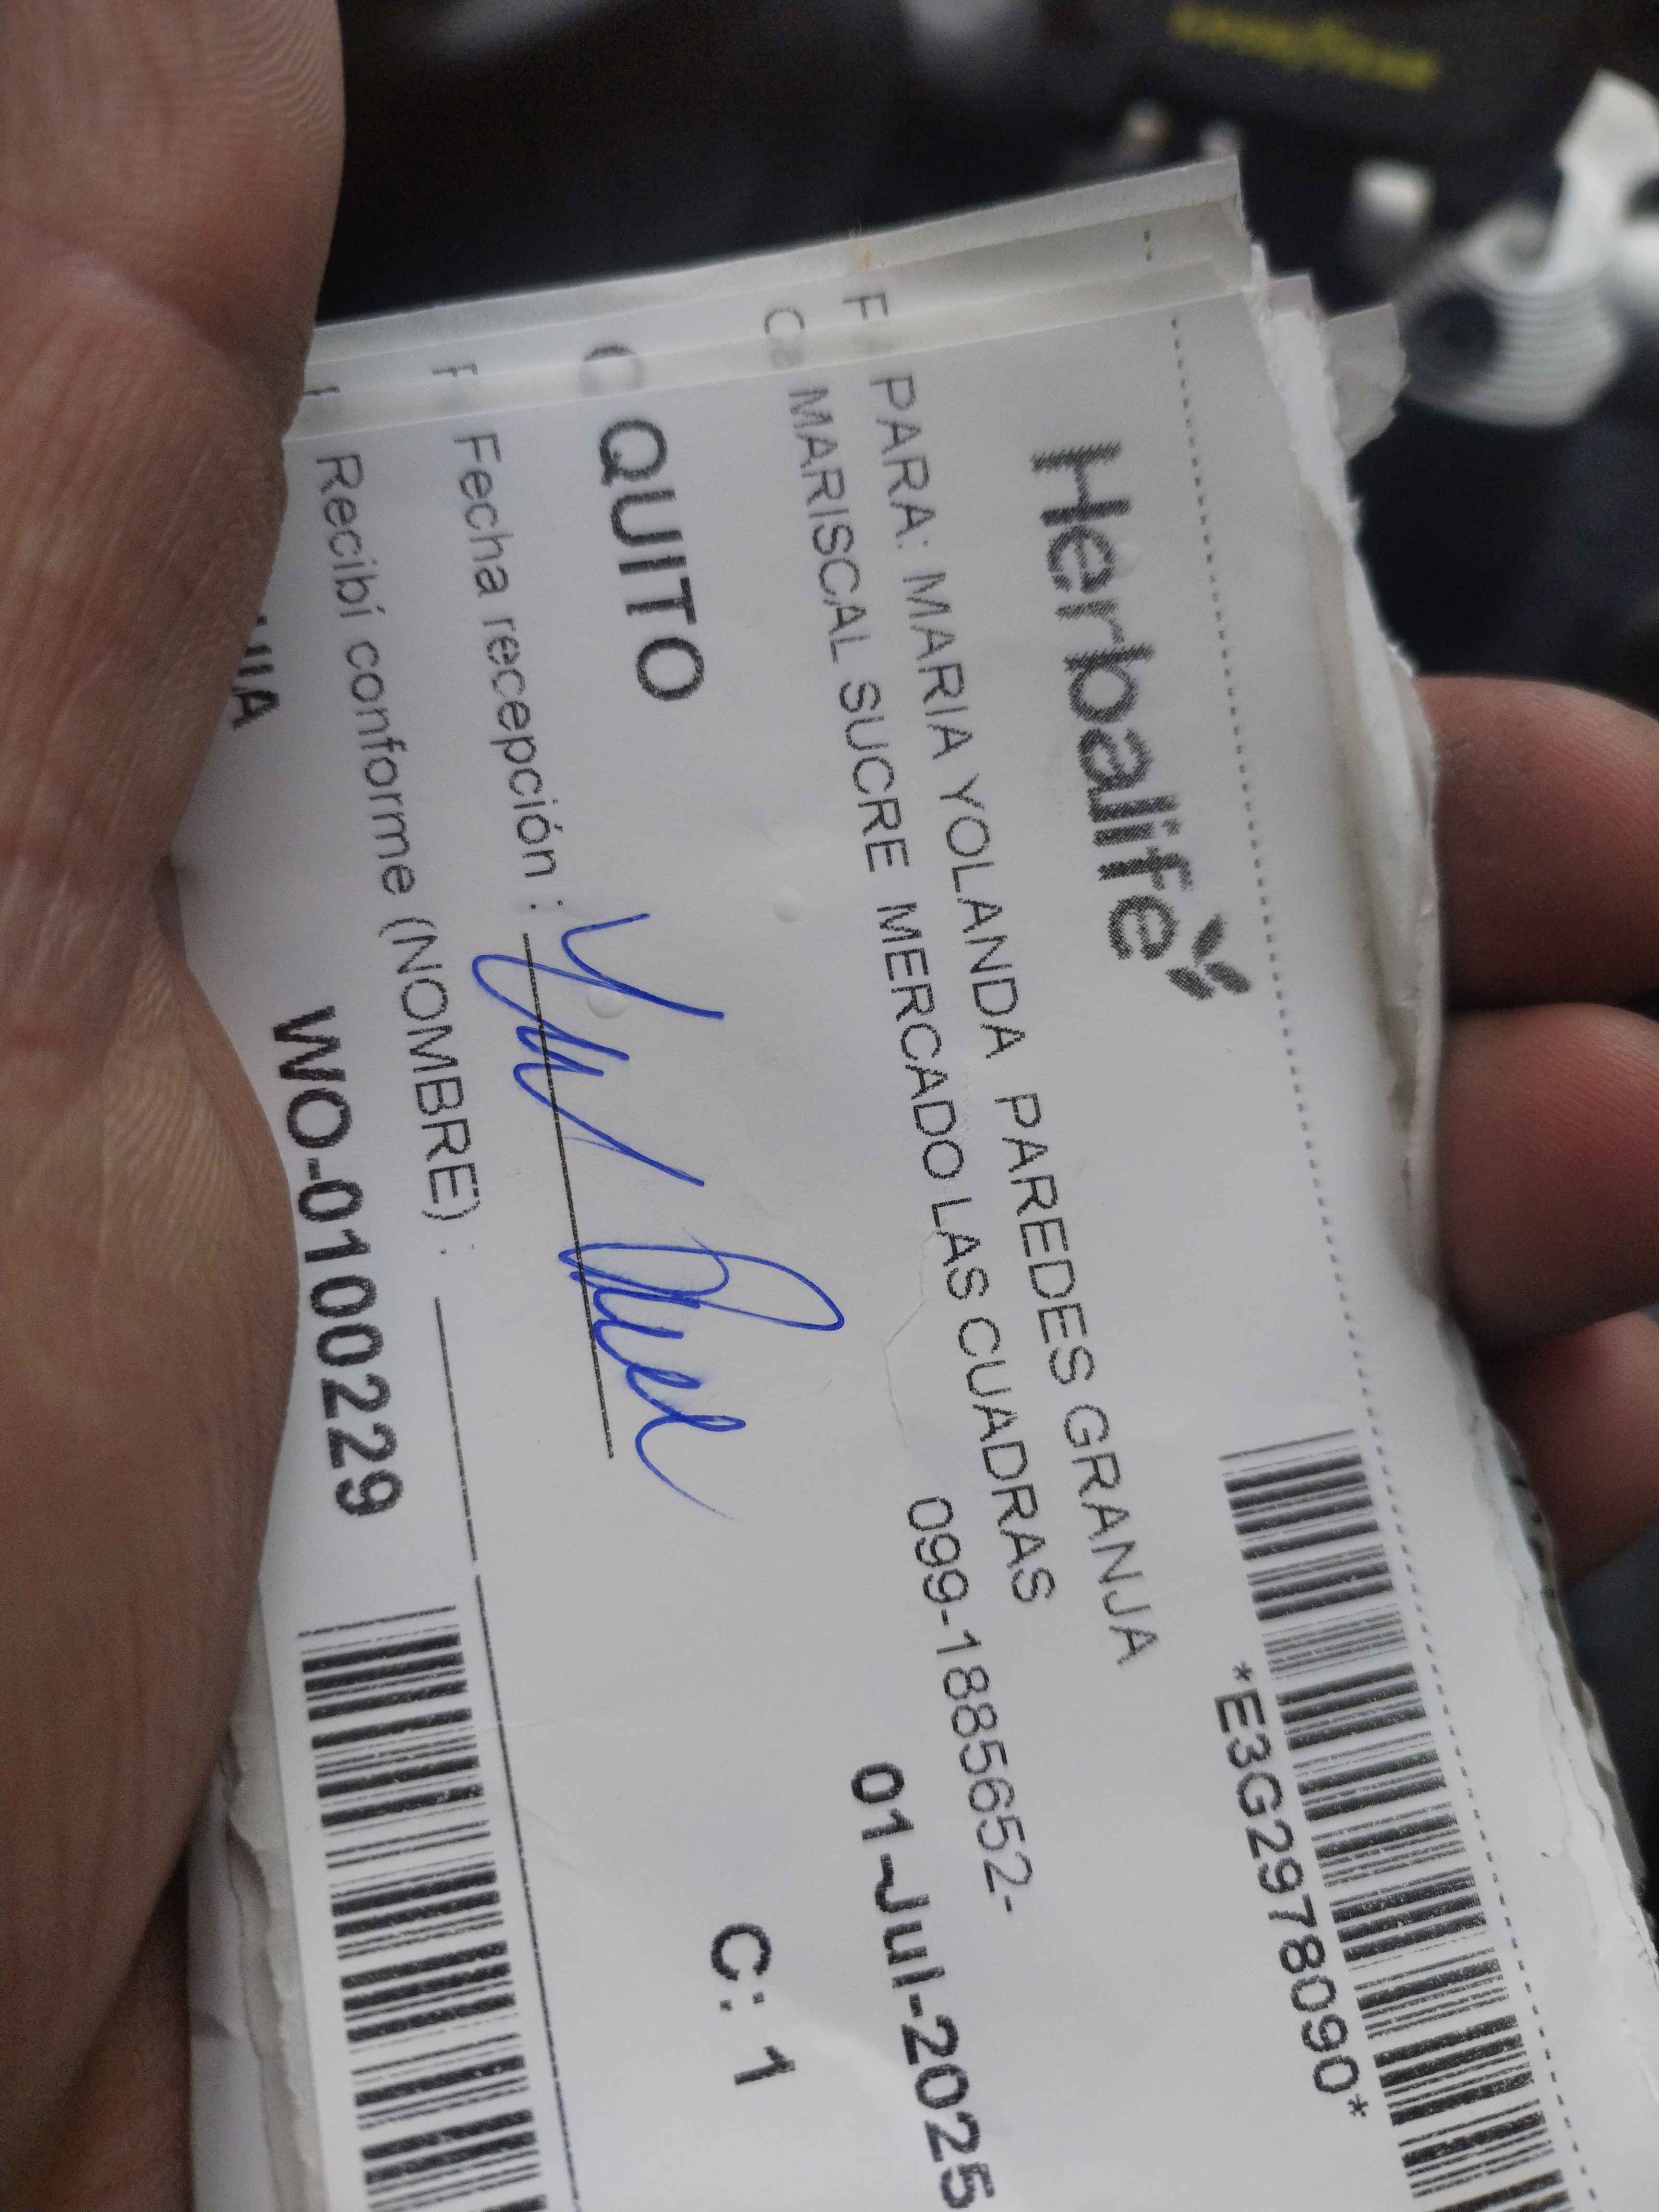 Herbalife
*E3G2978090*
PARA: MARIA YOLANDA PAREDES GRANJA
MARISCAL SUCRE MERCADO LAS CUADRAS
099-1885652-
01-Jul-2025
QUITO
C: 1
Fecha recepción :
Recibí conforme (NOMBRE) :
WO-0100229